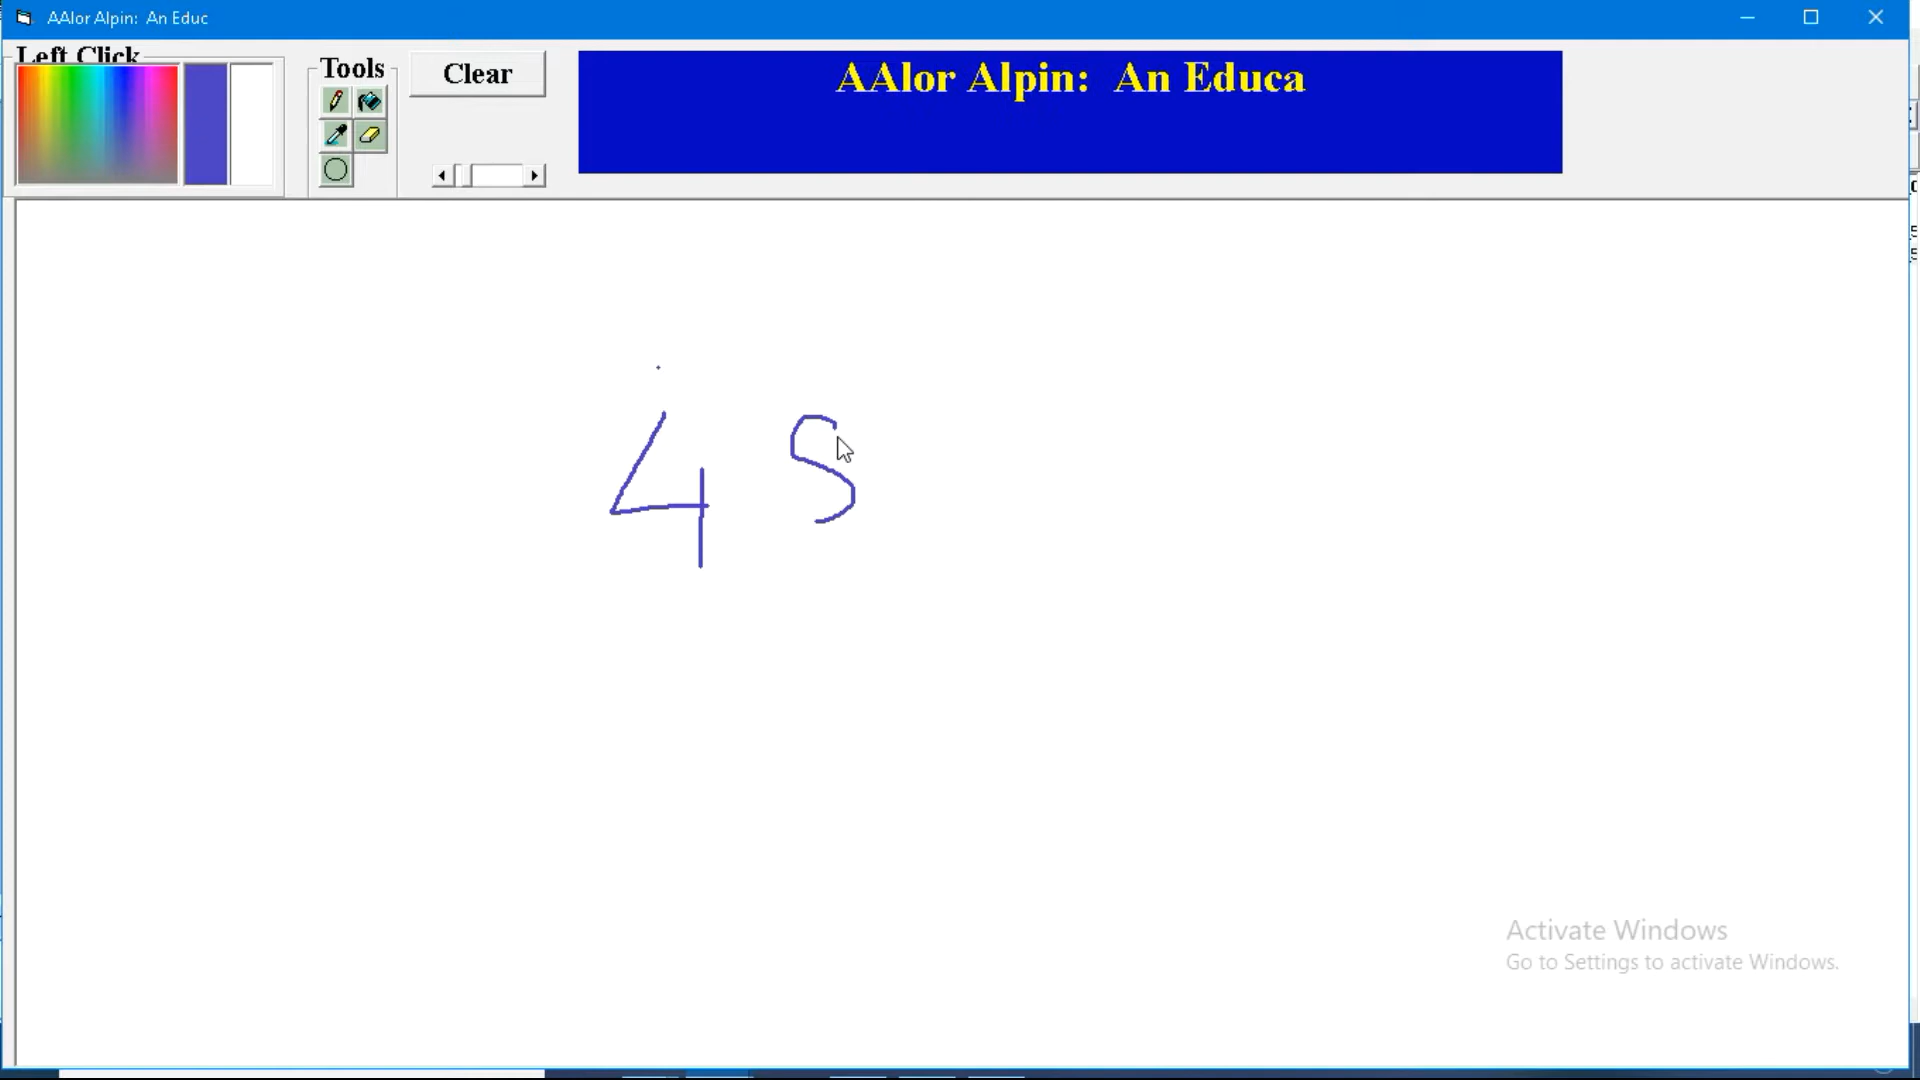 AAlor Alpin: An Educ
Left Click
Tools
Clear
AAlor Alpin: An Educa
4 S
Activate Windows
Go to Settings to activate Windows.